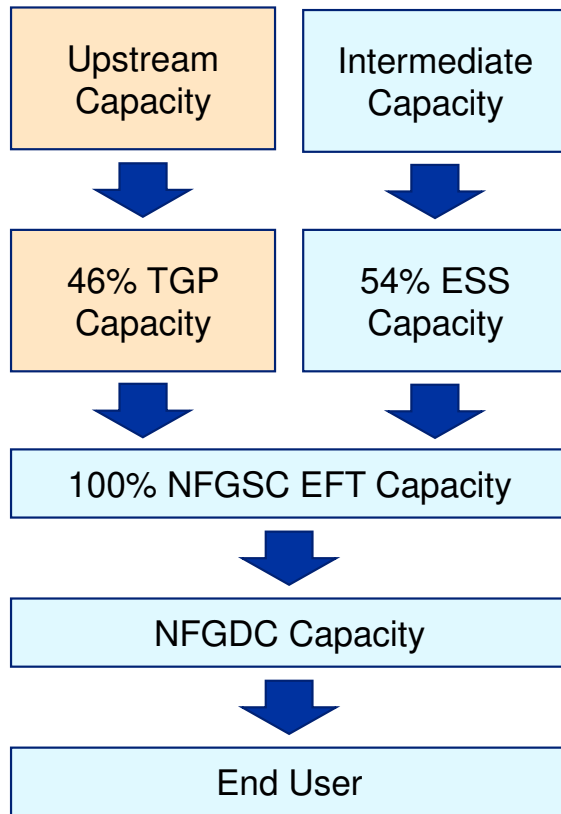 Upstream
Capacity
Intermediate
Capacity
46% TGP
Capacity
54% ESS
Capacity
100% NFGSC EFT Capacity
NFGDC Capacity
End User